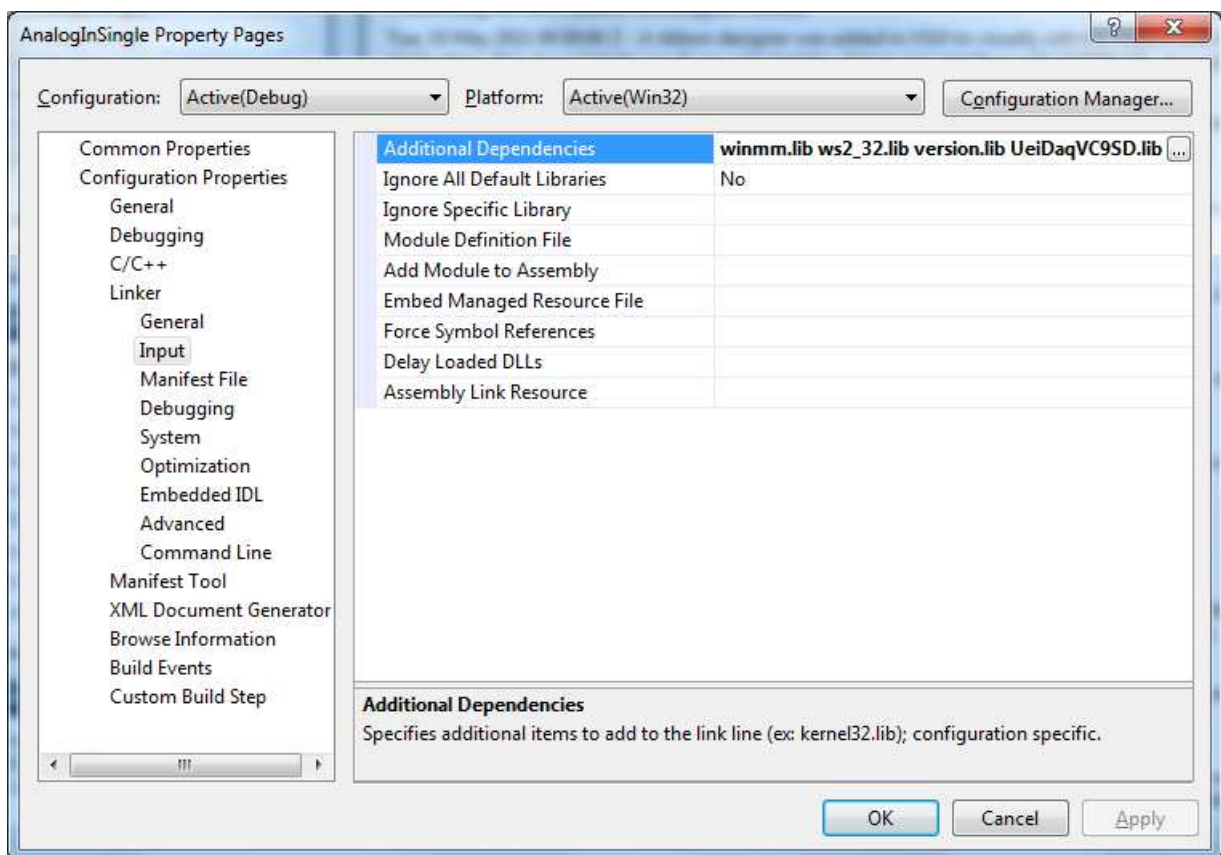 AnalogInSingle Property Pages
Configuration: Active(Debug) Platform: Active(Win32) Configuration Manager...
Common Properties
Configuration Properties
General
Debugging
C/C++
Linker
General
Input
Manifest File
Debugging
System
Optimization
Embedded IDL
Advanced
Command Line
Manifest Tool
XML Document Generator
Browse Information
Build Events
Custom Build Step
Additional Dependencies winmm.lib ws2_32.lib version.lib UeiDaqVC9SD.lib ...
Ignore All Default Libraries No
Ignore Specific Library
Module Definition File
Add Module to Assembly
Embed Managed Resource File
Force Symbol References
Delay Loaded DLLs
Assembly Link Resource
Additional Dependencies
Specifies additional items to add to the link line (ex: kernel32.lib); configuration specific.
OK Cancel Apply